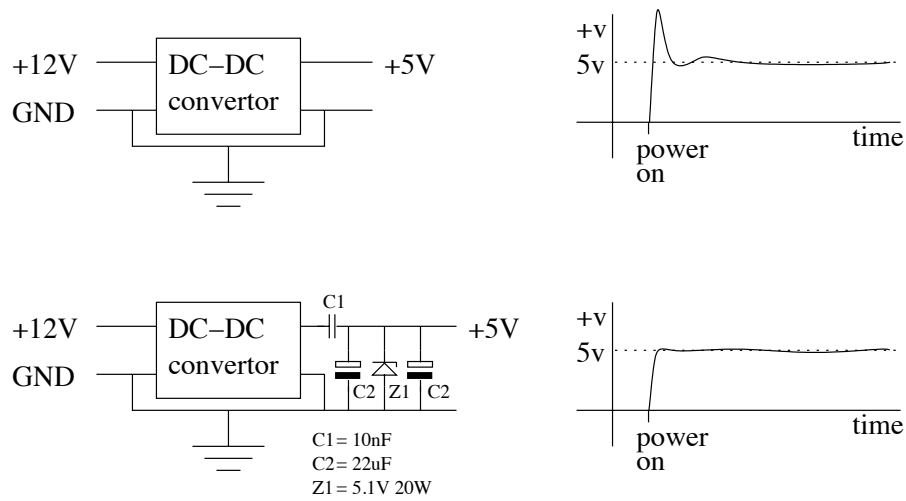 +12V
DC−DC
convertor
+5V
GND
+v
5v
time
power
on
C1
+12V
DC−DC
convertor
+5V
GND
C2
Z1
C2
C1 = 10nF
C2 = 22uF
Z1 = 5.1V 20W
+v
5v
time
power
on